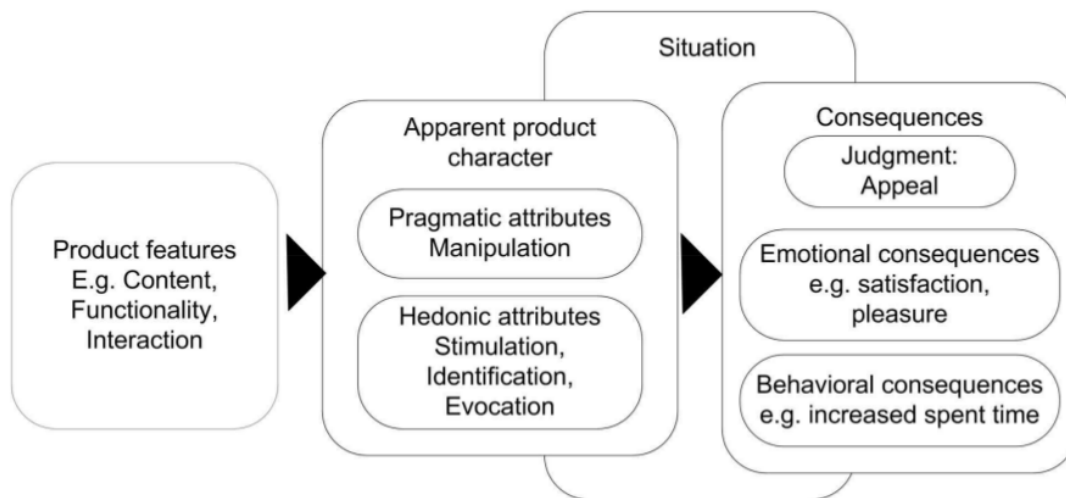 Situation
Product features
E.g. Content,
Functionality,
Interaction
Apparent product
character
Pragmatic attributes
Manipulation
Hedonic attributes
Stimulation,
Identification,
Evocation
Consequences
Judgment:
Appeal
Emotional consequences
e.g. satisfaction,
pleasure
Behavioral consequences
e.g. increased spent time